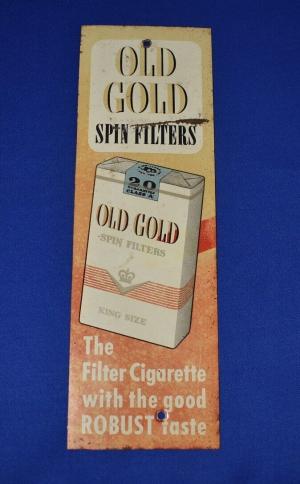 OLD
GOLD
SPIN FILTERS
20
CLASS A
OLD GOLD
SPIN FILTERS
KING SIZE
The
Filter Cigarette
with the good
ROBUST taste